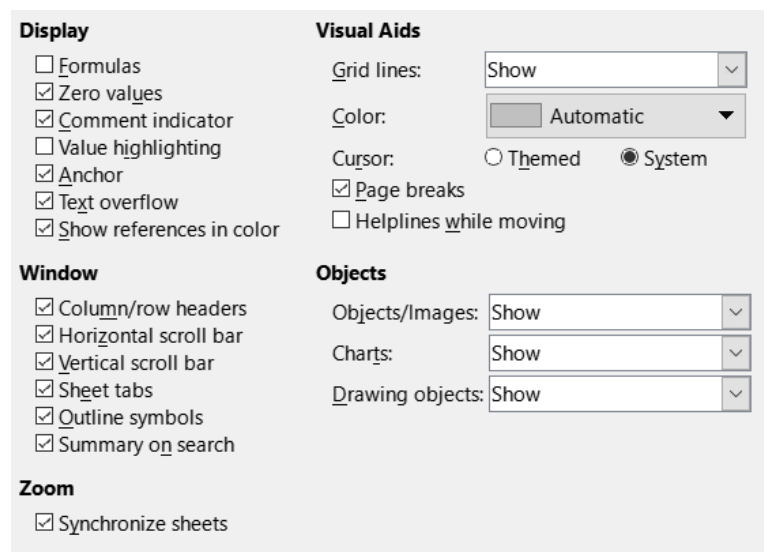 Display
Formulas
Zero values
Comment indicator
Value highlighting
Anchor
Text overflow
Show references in color
Window
Column/row headers
Horizontal scroll bar
Vertical scroll bar
Sheet tabs
Outline symbols
Summary on search
Zoom
Synchronize sheets
Visual Aids
Grid lines: Show
Color: Automatic
Cursor: Themed System
Page breaks
Helplines while moving
Objects
Objects/Images: Show
Charts: Show
Drawing objects: Show